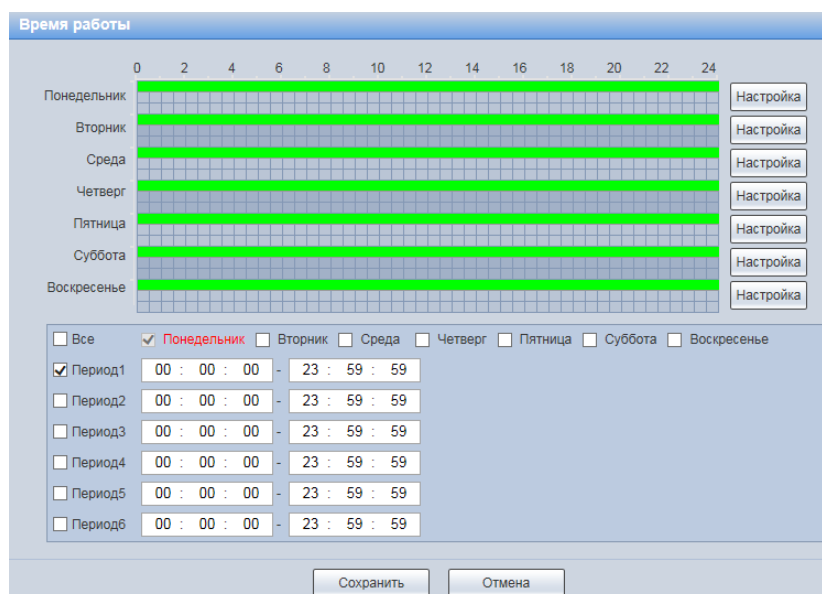 Время работы
0 2 4 6 8 10 12 14 16 18 20 22 24
Понедельник Настройка
Вторник Настройка
Среда Настройка
Четверг Настройка
Пятница Настройка
Суббота Настройка
Воскресенье Настройка
Все Понедельник Вторник Среда Четверг Пятница Суббота Воскресенье
Период1 00 : 00 : 00 - 23 : 59 : 59
Период2 00 : 00 : 00 - 23 : 59 : 59
Период3 00 : 00 : 00 - 23 : 59 : 59
Период4 00 : 00 : 00 - 23 : 59 : 59
Период5 00 : 00 : 00 - 23 : 59 : 59
Период6 00 : 00 : 00 - 23 : 59 : 59
Сохранить Отмена